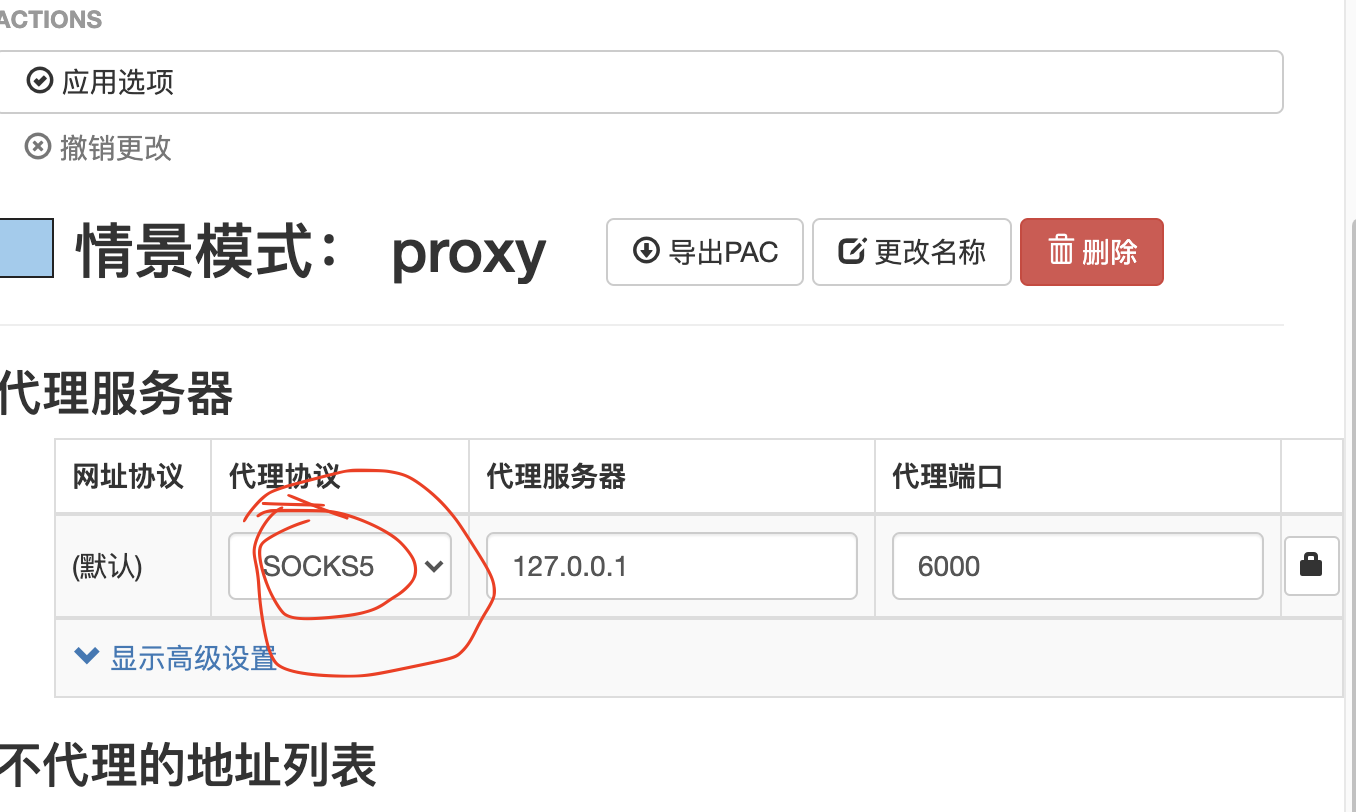 ACTIONS
应用选项
撤销更改
情景模式： proxy 导出PAC 更改名称 删除
代理服务器
网址协议 代理协议 代理服务器 代理端口
(默认) SOCKS5 127.0.0.1 6000
显示高级设置
不代理的地址列表